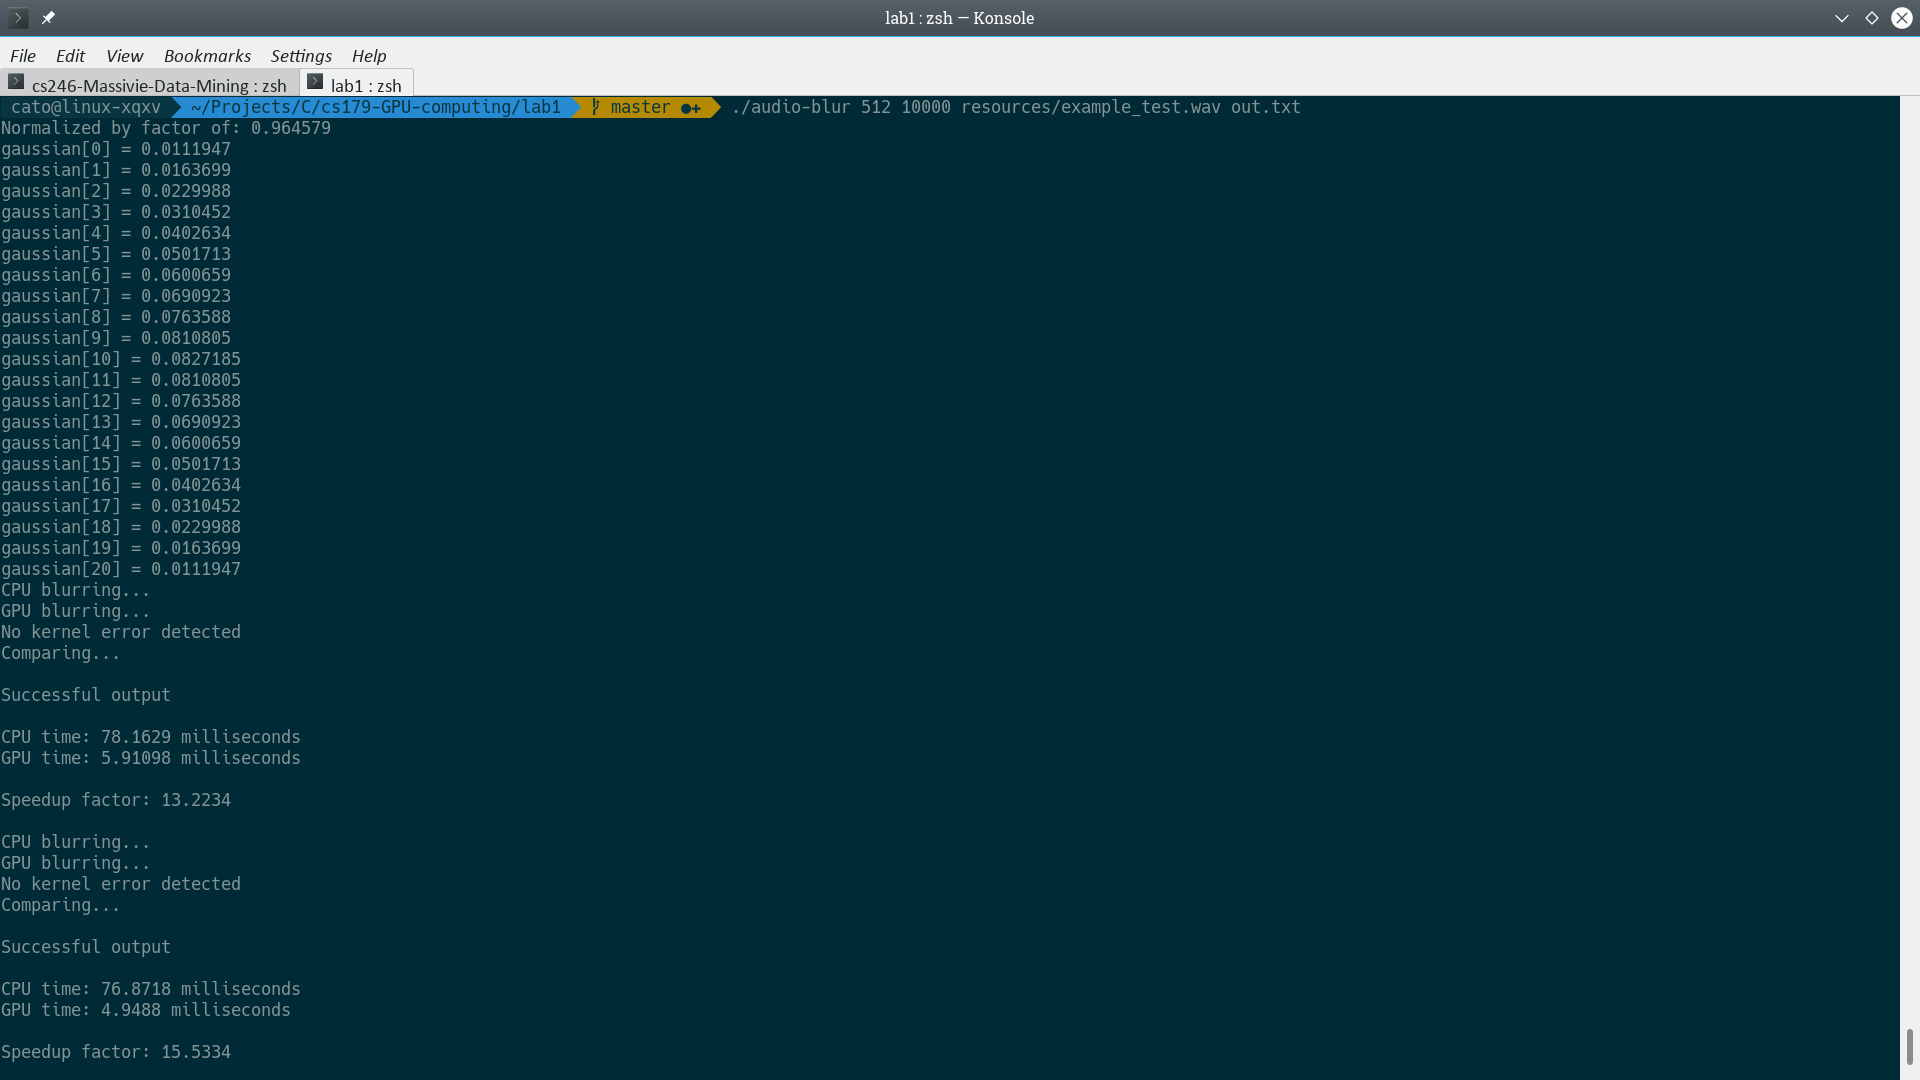 lab1 : zsh — Konsole
File Edit View Bookmarks Settings Help
cs246-Massivie-Data-Mining : zsh lab1 : zsh
cato@linux-xqxv ~/Projects/C/cs179-GPU-computing/lab1 master ●+ ./audio-blur 512 10000 resources/example_test.wav out.txt
Normalized by factor of: 0.964579
gaussian[0] = 0.0111947
gaussian[1] = 0.0163699
gaussian[2] = 0.0229988
gaussian[3] = 0.0310452
gaussian[4] = 0.0402634
gaussian[5] = 0.0501713
gaussian[6] = 0.0600659
gaussian[7] = 0.0690923
gaussian[8] = 0.0763588
gaussian[9] = 0.0810805
gaussian[10] = 0.0827185
gaussian[11] = 0.0810805
gaussian[12] = 0.0763588
gaussian[13] = 0.0690923
gaussian[14] = 0.0600659
gaussian[15] = 0.0501713
gaussian[16] = 0.0402634
gaussian[17] = 0.0310452
gaussian[18] = 0.0229988
gaussian[19] = 0.0163699
gaussian[20] = 0.0111947
CPU blurring...
GPU blurring...
No kernel error detected
Comparing...
Successful output
CPU time: 78.1629 milliseconds
GPU time: 5.91098 milliseconds
Speedup factor: 13.2234
CPU blurring...
GPU blurring...
No kernel error detected
Comparing...
Successful output
CPU time: 76.8718 milliseconds
GPU time: 4.9488 milliseconds
Speedup factor: 15.5334